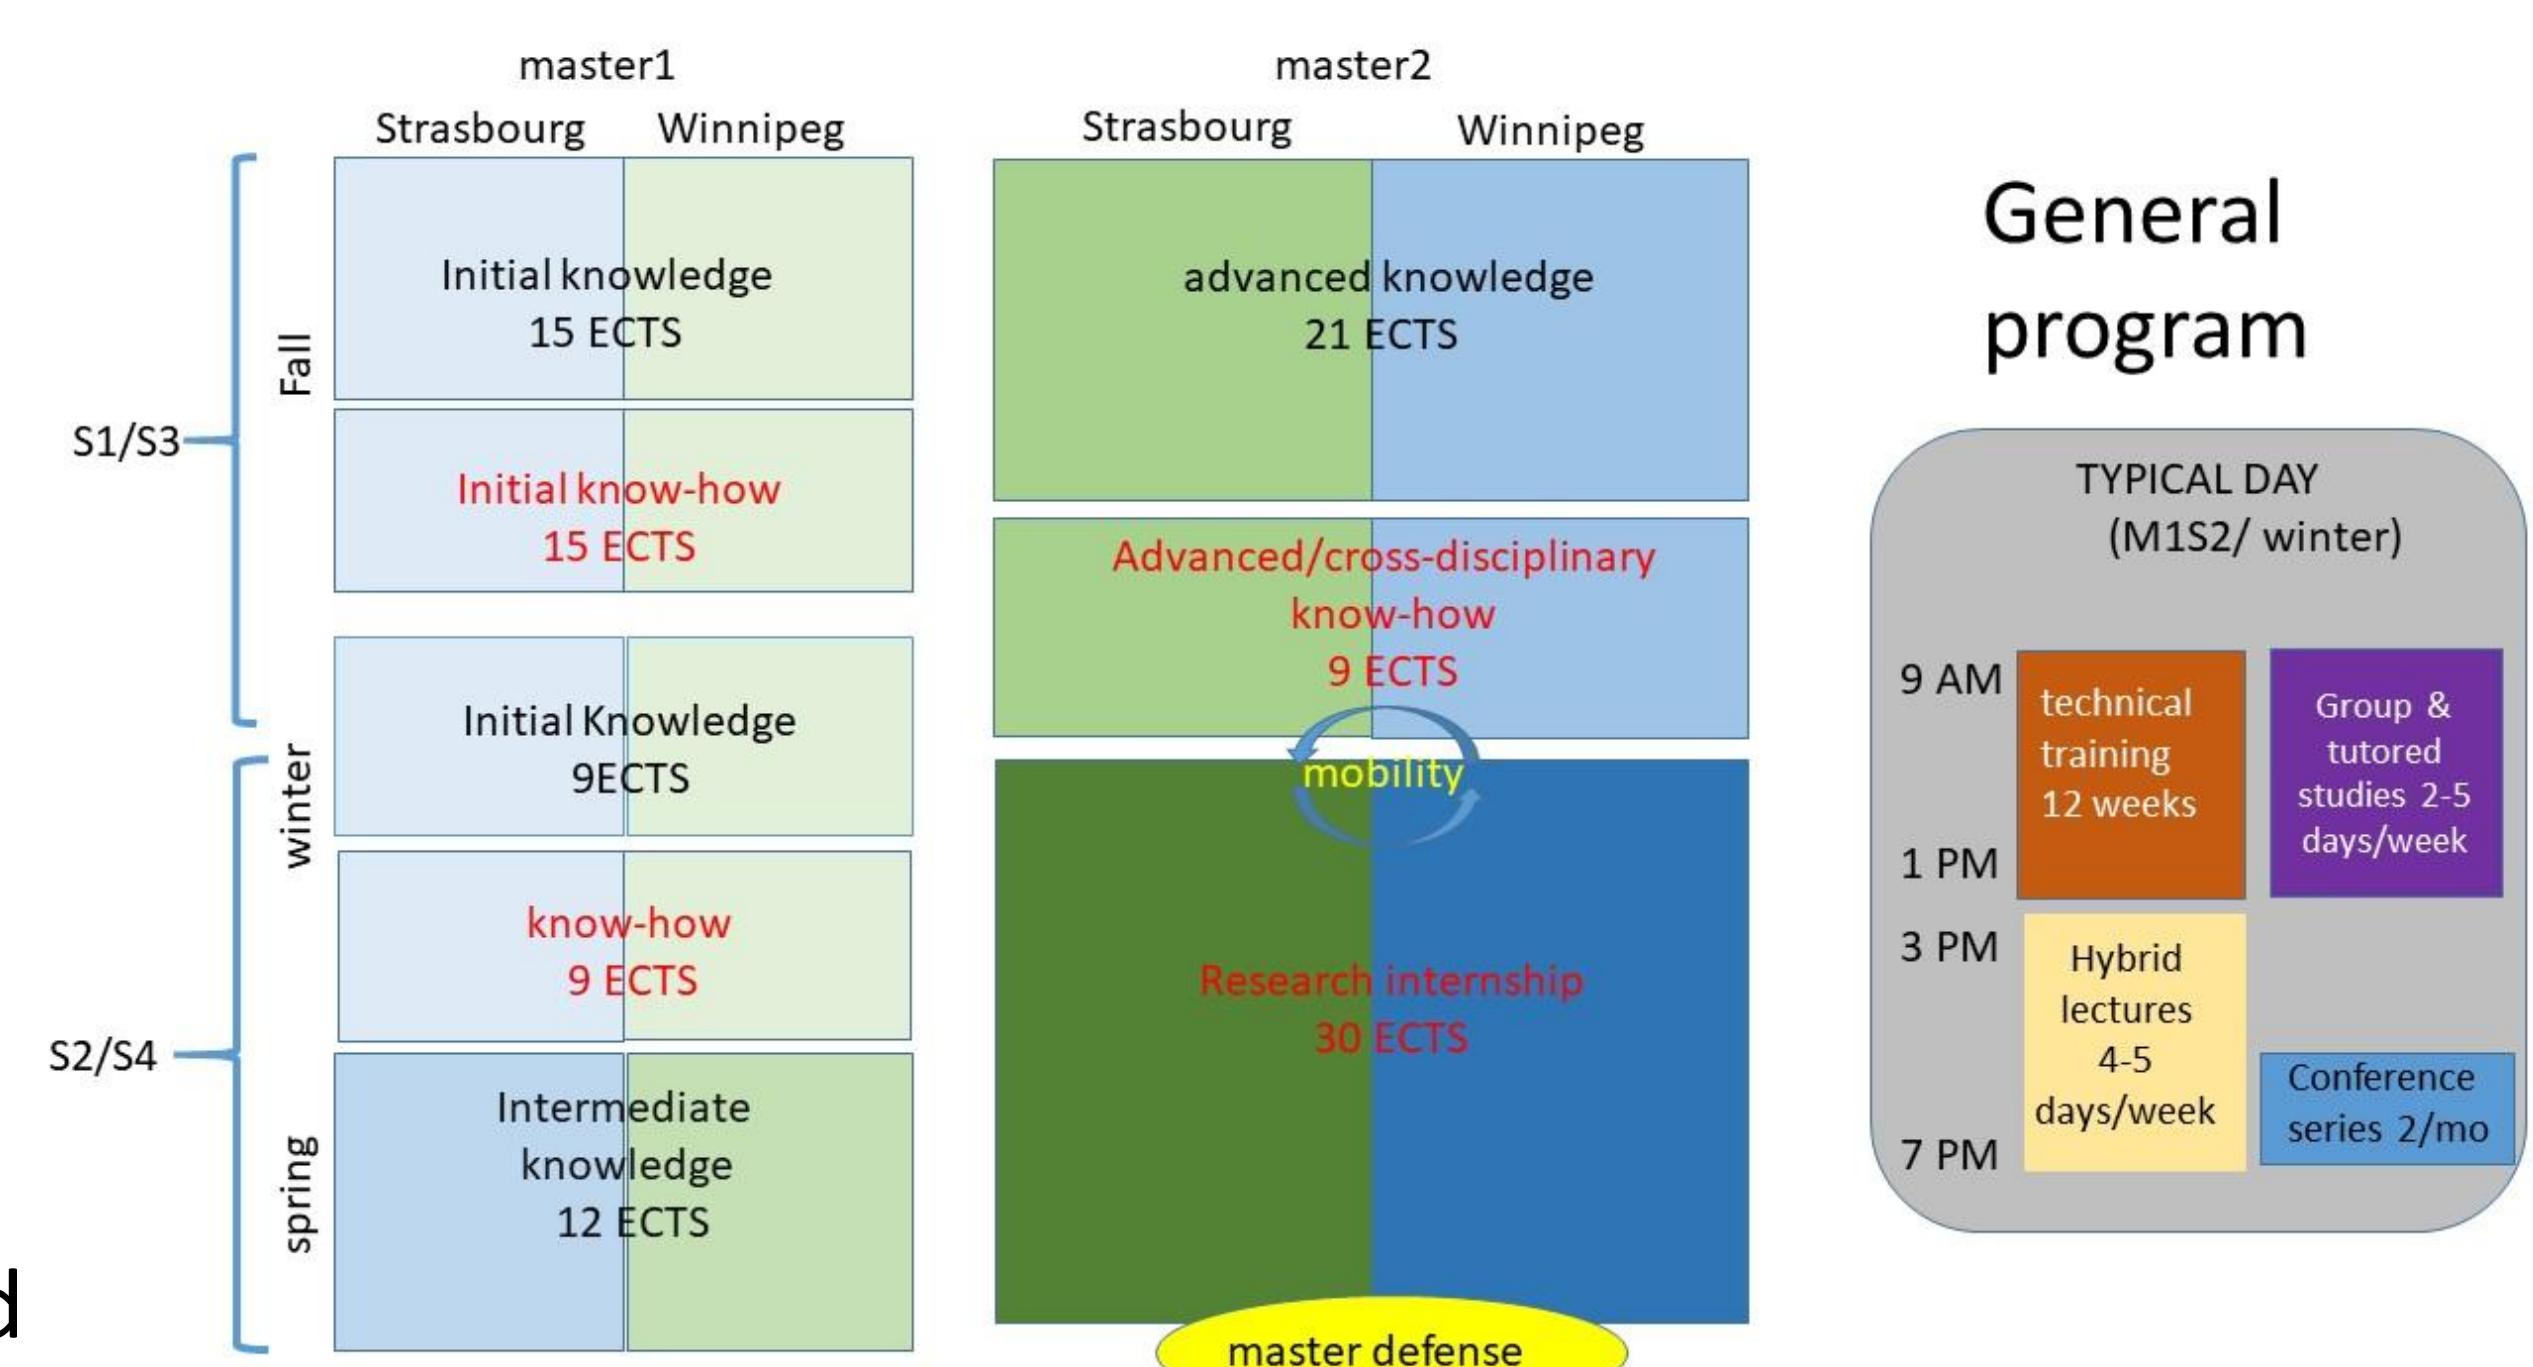 master1
Strasbourg Winnipeg
Initial knowledge
15 ECTS
Fall
S1/S3
Initial know-how
15 ECTS
winter
Initial Knowledge
9ECTS
know-how
9 ECTS
S2/S4
spring
Intermediate
knowledge
12 ECTS
d
master2
Strasbourg Winnipeg
advanced knowledge
21 ECTS
Advanced/cross-disciplinary
know-how
9 ECTS
mobility
Research internship
30 ECTS
master defense
General
program
TYPICAL DAY
(M1S2/ winter)
9 AM
1 PM
3 PM
7 PM
technical
training
12 weeks
Group &
tutored
studies 2-5
days/week
Hybrid
lectures
4-5
days/week
Conference
series 2/mo